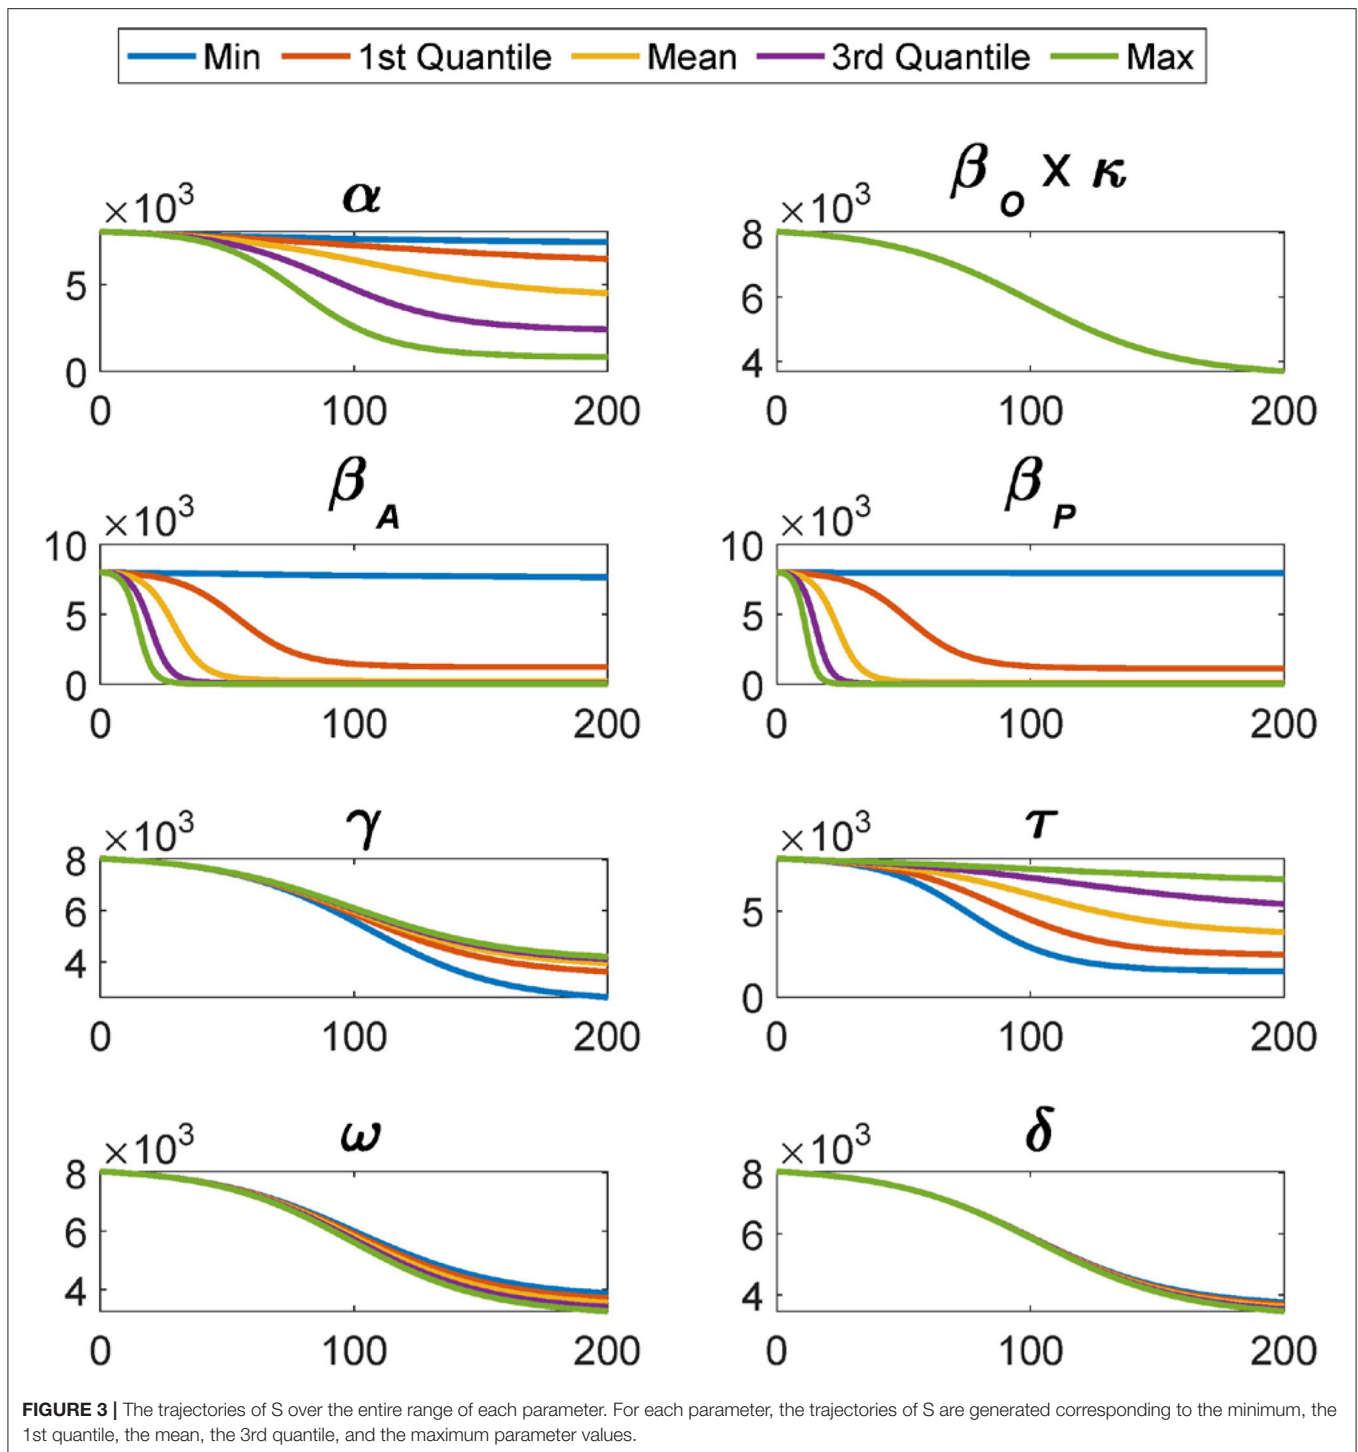 Min 1st Quantile Mean 3rd Quantile Max
α
×10³
5
0
0 100 200
β_O X κ
8 ×10³
6
4
0 100 200
β_A
×10³
10
5
0
0 100 200
β_P
×10³
10
5
0
0 100 200
γ
×10³
8
6
4
0 100 200
τ
×10³
5
0
0 100 200
ω
×10³
8
6
4
0 100 200
δ
×10³
8
6
4
0 100 200
FIGURE 3 | The trajectories of S over the entire range of each parameter. For each parameter, the trajectories of S are generated corresponding to the minimum, the
1st quantile, the mean, the 3rd quantile, and the maximum parameter values.